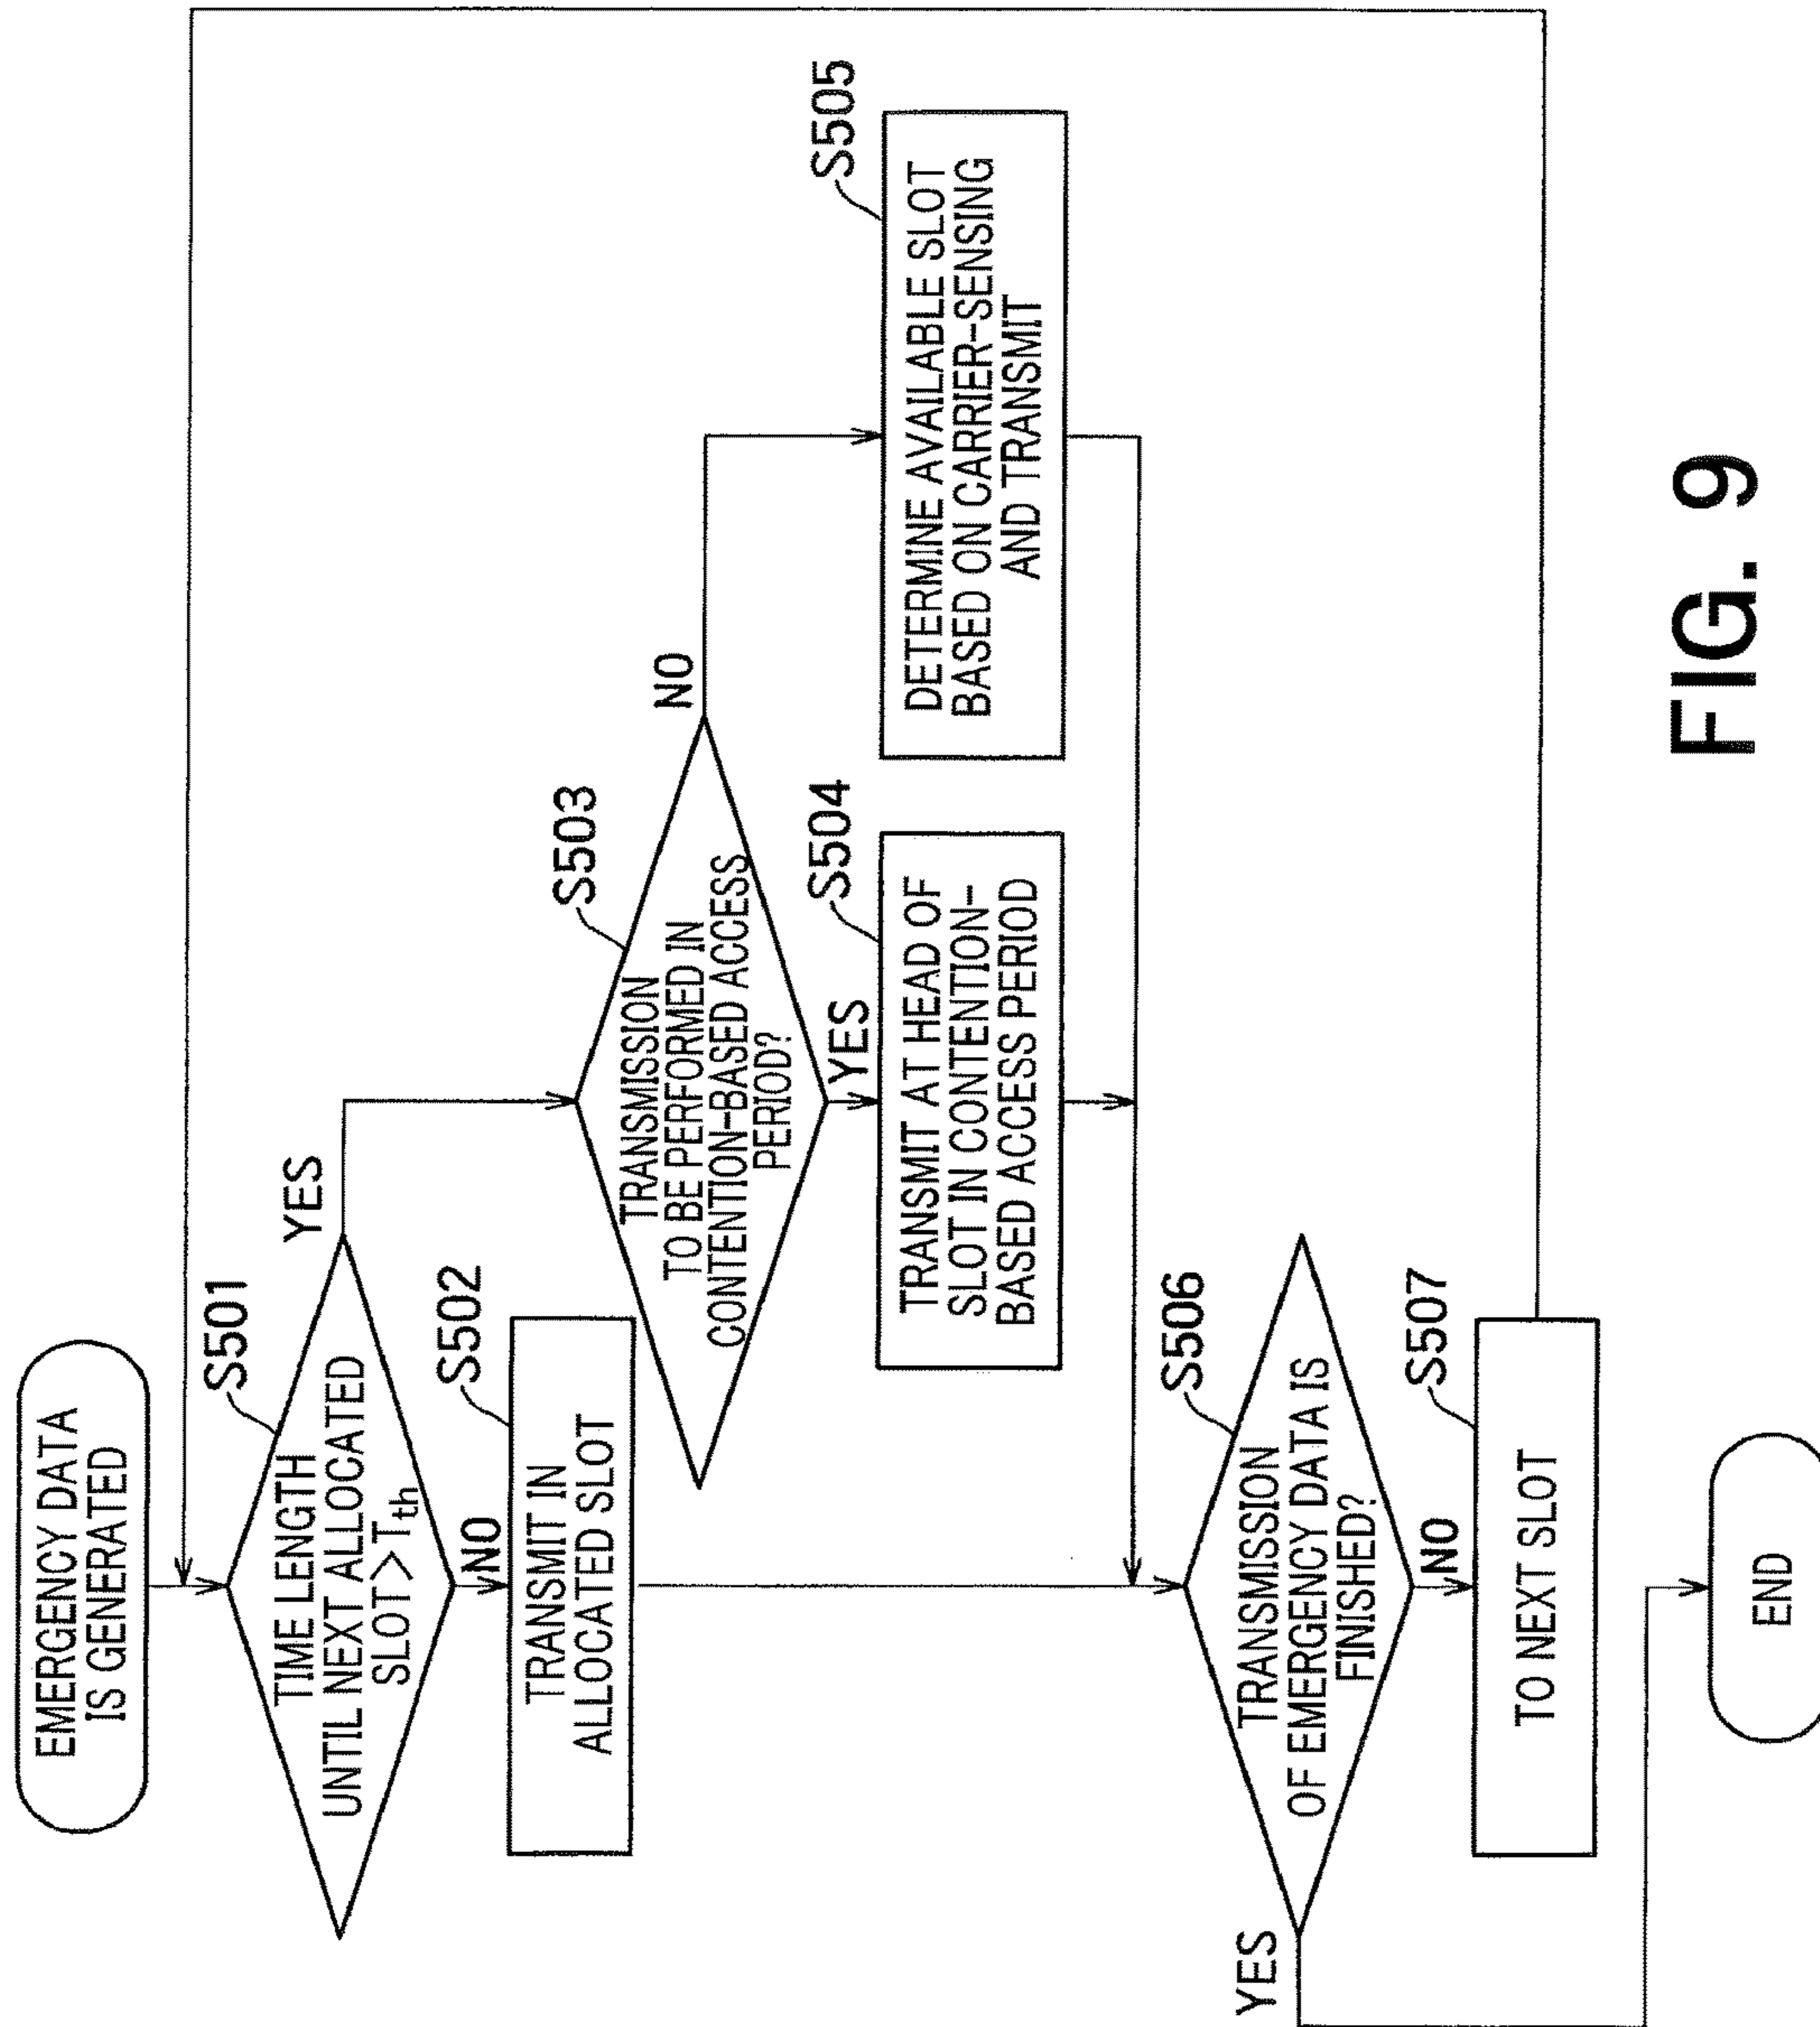 EMERGENCY DATA
IS GENERATED
S501
TIME LENGTH
UNTIL NEXT ALLOCATED
SLOT>Tth
YES
NO
S502
TRANSMIT IN
ALLOCATED SLOT
S503
TRANSMISSION
TO BE PERFORMED IN
CONTENTION-BASED ACCESS
PERIOD?
NO
YES
S504
TRANSMIT AT HEAD OF
SLOT IN CONTENTION-
BASED ACCESS PERIOD
S505
DETERMINE AVAILABLE SLOT
BASED ON CARRIER-SENSING
AND TRANSMIT
S506
TRANSMISSION
OF EMERGENCY DATA IS
FINISHED?
YES
NO
S507
TO NEXT SLOT
END
FIG. 9